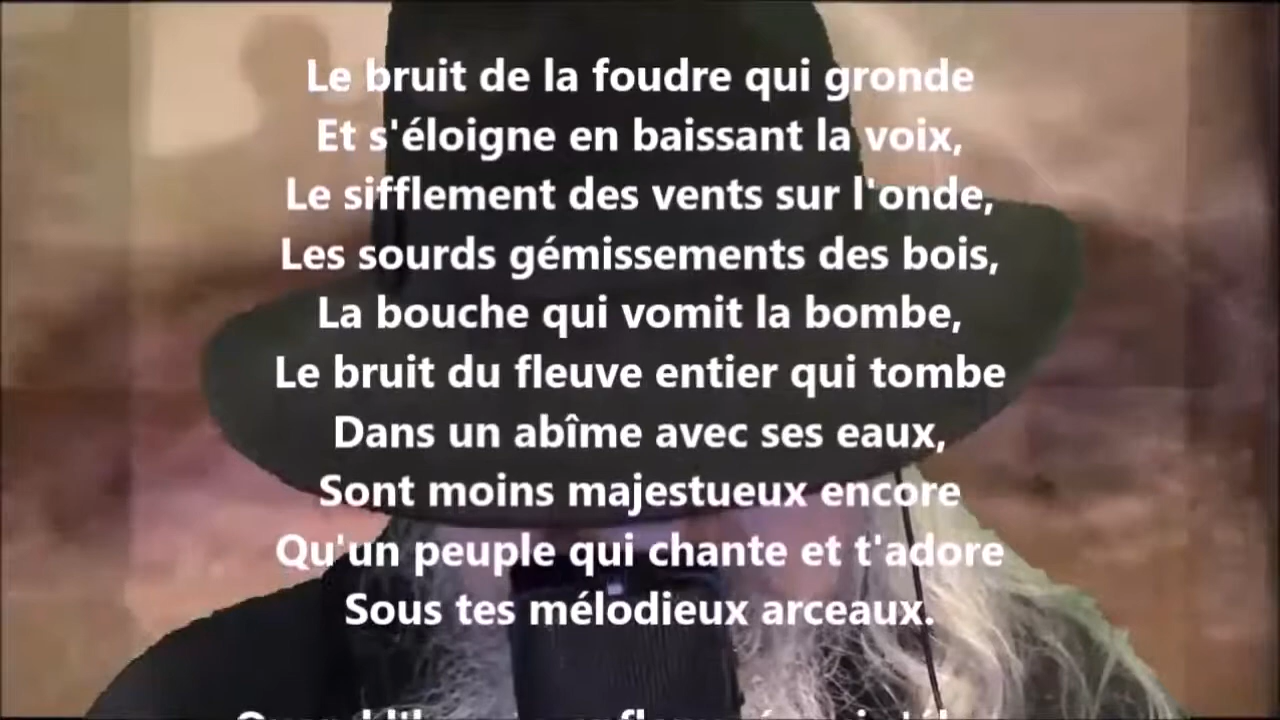 Le bruit de la foudre qui gronde
Et s'éloigne en baissant la voix,
Le sifflement des vents sur l'onde,
Les sourds gémissements des bois,
La bouche qui vomit la bombe,
Le bruit du fleuve entier qui tombe
Dans un abîme avec ses eaux,
Sont moins majestueux encore
Qu'un peuple qui chante et t'adore
Sous tes mélodieux arceaux.